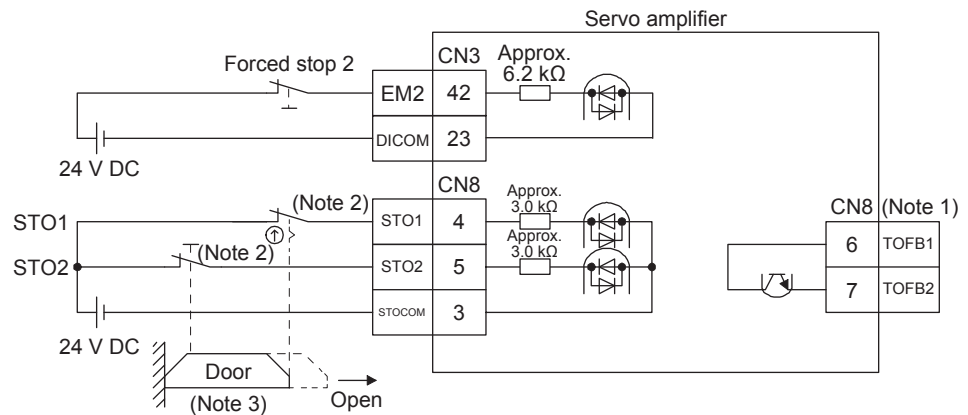 Servo amplifier
Forced stop 2
CN3
Approx.
6.2 kΩ
EM2
42
DICOM
23
24 V DC
CN8
STO1
(Note 2)
STO1
4
Approx.
3.0 kΩ
STO2
(Note 2)
STO2
5
Approx.
3.0 kΩ
STOCOM
3
24 V DC
Door
(Note 3)
Open
CN8 (Note 1)
6
TOFB1
7
TOFB2